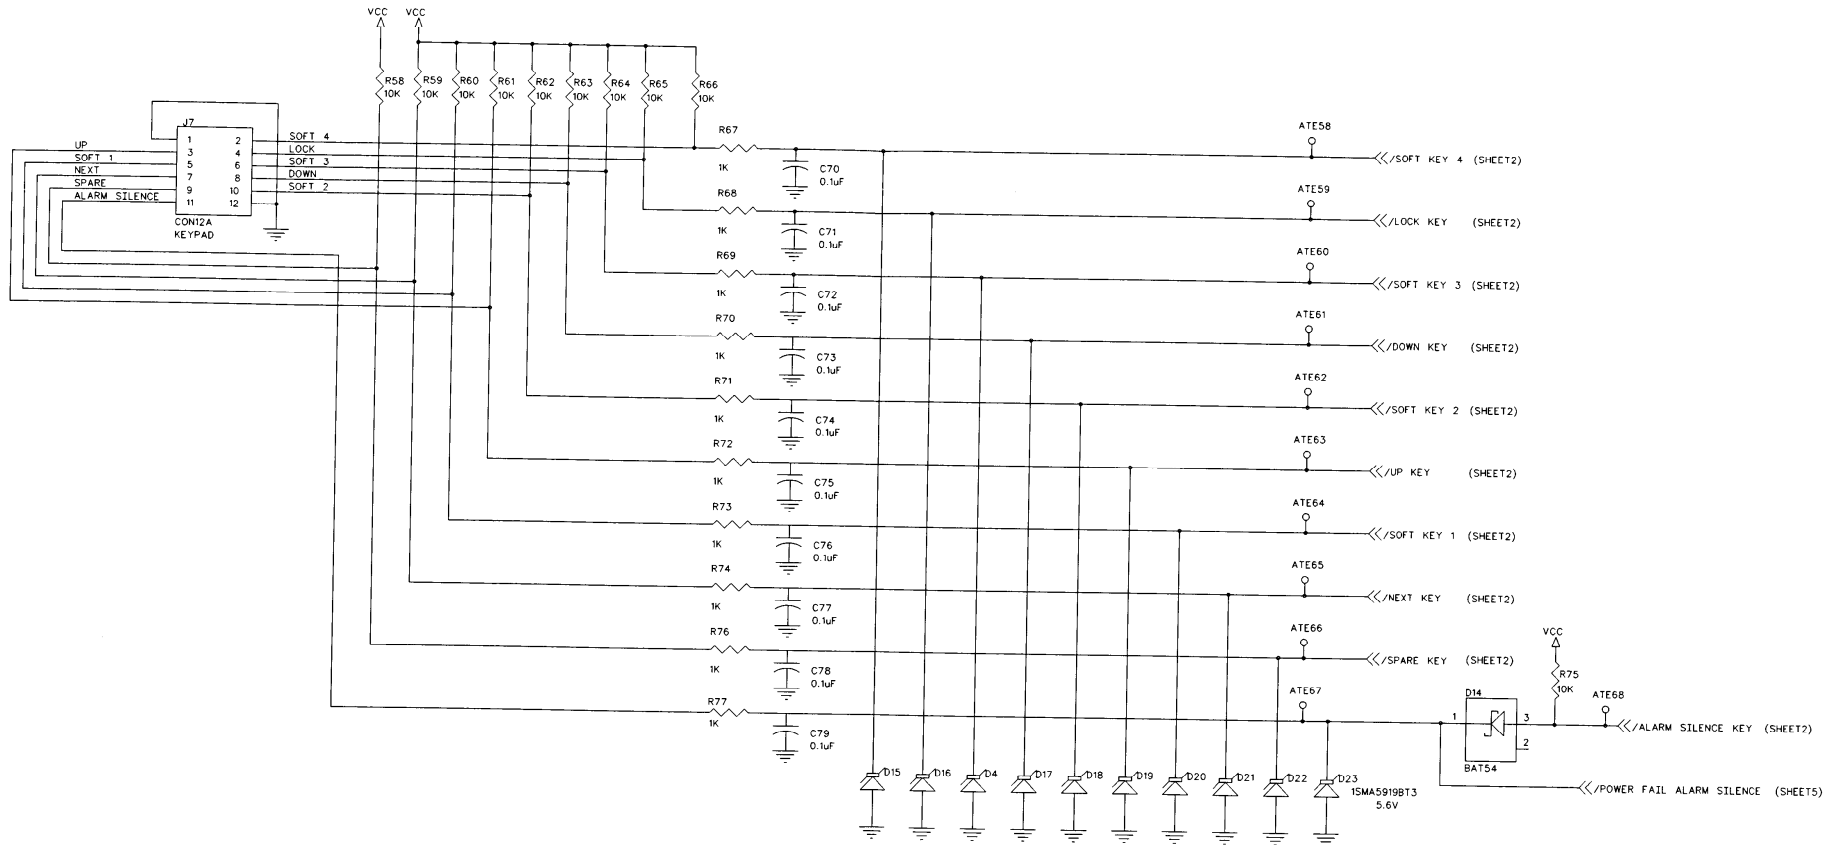 VCC VCC
R58 R59 R60 R61 R62 R63 R64 R65 R66
10K 10K 10K 10K 10K 10K 10K 10K 10K
J7
1 2
3 4
5 6
7 8
9 10
11 12
CON12A
KEYPAD
UP
SOFT 1
NEXT
SPARE
ALARM SILENCE
SOFT 4
LOCK
SOFT 3
DOWN
SOFT 2
R67
1K
C70
0.1uF
ATE58
/SOFT KEY 4 (SHEET2)
R68
1K
C71
0.1uF
ATE59
/LOCK KEY (SHEET2)
R69
1K
C72
0.1uF
ATE60
/SOFT KEY 3 (SHEET2)
R70
1K
C73
0.1uF
ATE61
/DOWN KEY (SHEET2)
R71
1K
C74
0.1uF
ATE62
/SOFT KEY 2 (SHEET2)
R72
1K
C75
0.1uF
ATE63
/UP KEY (SHEET2)
R73
1K
C76
0.1uF
ATE64
/SOFT KEY 1 (SHEET2)
R74
1K
C77
0.1uF
ATE65
/NEXT KEY (SHEET2)
R76
1K
C78
0.1uF
ATE66
/SPARE KEY (SHEET2)
R77
1K
C79
0.1uF
ATE67
VCC
R75
10K
ATE68
D14
1 3
2
BAT54
/ALARM SILENCE KEY (SHEET2)
/POWER FAIL ALARM SILENCE (SHEET5)
D15 D16 D4 D17 D18 D19 D20 D21 D22 D23
1SMA5919BT3
5.6V